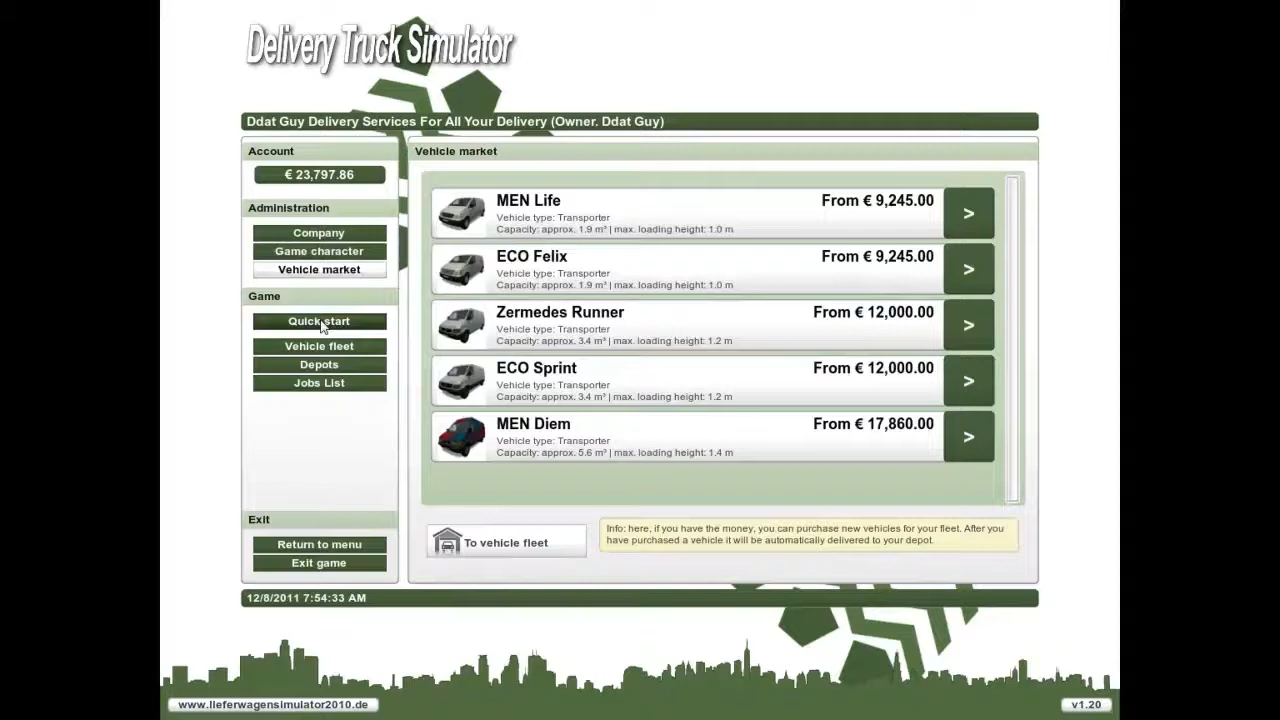 Delivery Truck Simulator
Ddat Guy Delivery Services For All Your Delivery (Owner. Ddat Guy)
Account
€ 23,797.86
Administration
Company
Game character
Vehicle market
Game
Quick start
Vehicle fleet
Depots
Jobs List
Exit
Return to menu
Exit game
Vehicle market
MEN Life
From € 9,245.00
Vehicle type: Transporter
Capacity: approx. 1.9 m³ | max. loading height: 1.0 m
>
ECO Felix
From € 9,245.00
Vehicle type: Transporter
Capacity: approx. 1.9 m³ | max. loading height: 1.0 m
>
Zermedes Runner
From € 12,000.00
Vehicle type: Transporter
Capacity: approx. 3.4 m³ | max. loading height: 1.2 m
>
ECO Sprint
From € 12,000.00
Vehicle type: Transporter
Capacity: approx. 3.4 m³ | max. loading height: 1.2 m
>
MEN Diem
From € 17,860.00
Vehicle type: Transporter
Capacity: approx. 5.6 m³ | max. loading height: 1.4 m
>
To vehicle fleet
Info: here, if you have the money, you can purchase new vehicles for your fleet. After you
have purchased a vehicle it will be automatically delivered to your depot.
12/8/2011 7:54:33 AM
www.lieferwagensimulator2010.de
v1.20